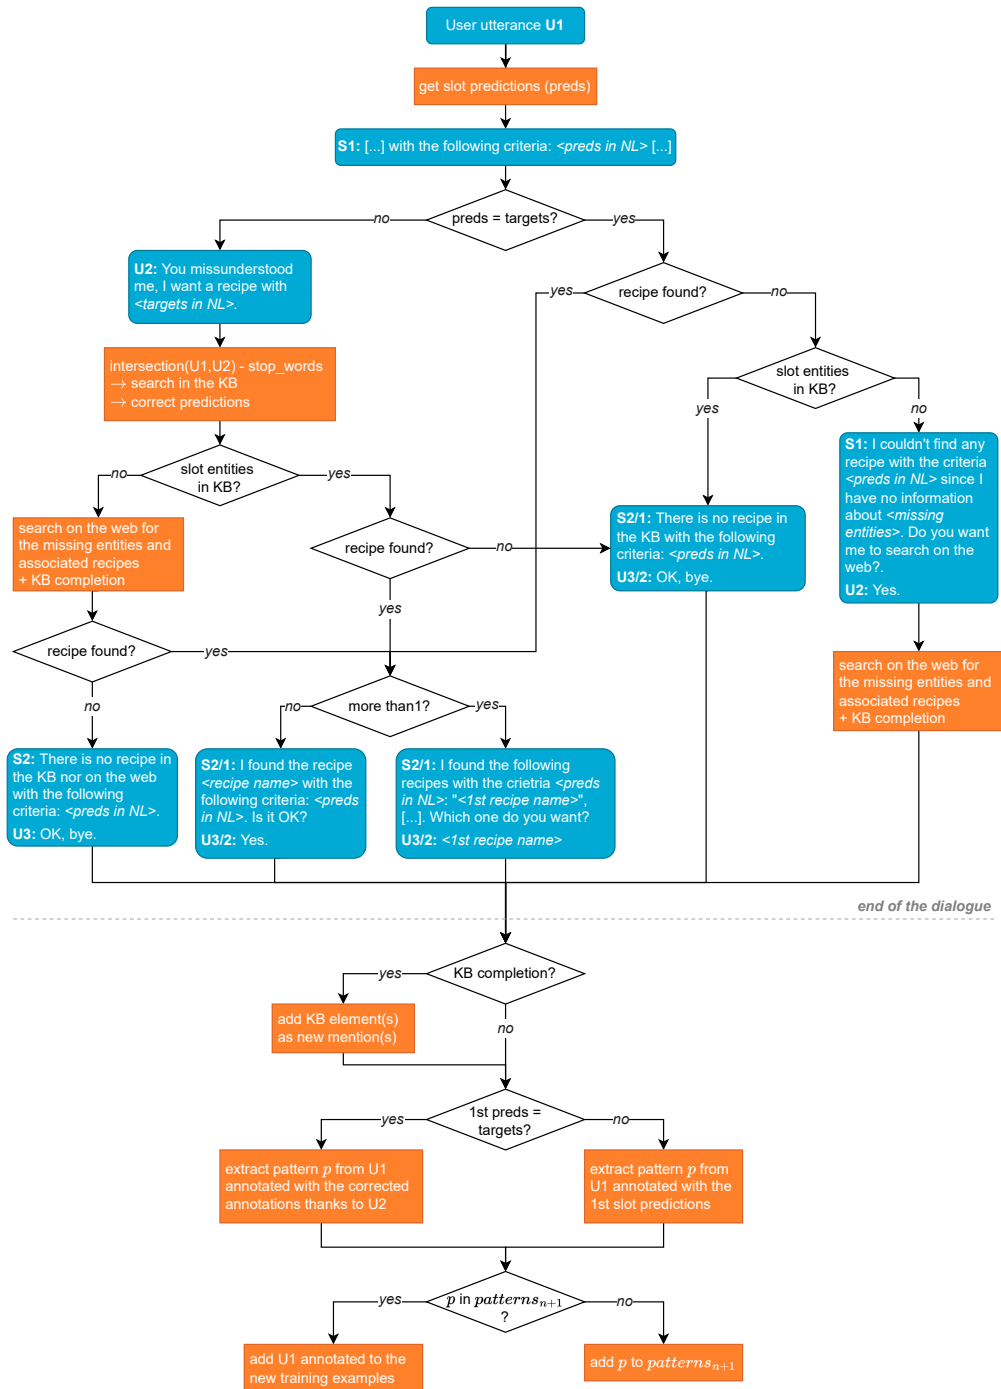 User utterance U1
get slot predictions (preds)
S1: [...] with the following criteria: <preds in NL> [...]
preds = targets?
no
yes
U2: You missunderstood
me, I want a recipe with
<targets in NL>.
recipe found?
yes
no
intersection(U1,U2) - stop_words
→ search in the KB
→ correct predictions
slot entities
in KB?
yes
no
S1: I couldn't find any
recipe with the criteria
<preds in NL> since I
have no information
about <missing
entities>. Do you want
me to search on the
web?.
U2: Yes.
slot entities
in KB?
no
yes
search on the web for
the missing entities and
associated recipes
+ KB completion
recipe found?
no
yes
S2/1: There is no recipe in
the KB with the following
criteria: <preds in NL>.
U3/2: OK, bye.
recipe found?
yes
no
search on the web for
the missing entities and
associated recipes
+ KB completion
more than1?
no
yes
S2: There is no recipe in
the KB nor on the web
with the following
criteria: <preds in NL>.
U3: OK, bye.
S2/1: I found the recipe
<recipe name> with the
following criteria: <preds
in NL>. Is it OK?
U3/2: Yes.
S2/1: I found the following
recipes with the crietria <preds
in NL>: "<1st recipe name>",
[...]. Which one do you want?
U3/2: <1st recipe name>
end of the dialogue
KB completion?
yes
no
add KB element(s)
as new mention(s)
1st preds =
targets?
yes
no
extract pattern p from U1
annotated with the corrected
annotations thanks to U2
extract pattern p from
U1 annotated with the
1st slot predictions
p in patterns_{n+1}
?
yes
no
add U1 annotated to the
new training examples
add p to patterns_{n+1}